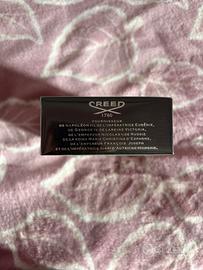 CREED
1760
FOURNISSEUR
DE NAPOLÉON III, DE L'IMPÉRATRICE EUGÉNIE,
DE GEORGE IV, DE LA REINE VICTORIA,
DE L'EMPEREUR NICOLAS I DE RUSSIE
DE LA REINE MARIE CHRISTINE D'ESPAGNE,
DE L'EMPEREUR FRANÇOIS JOSEPH
ET DE L'IMPÉRATRICE D'AUTRICHE HONGRIE.